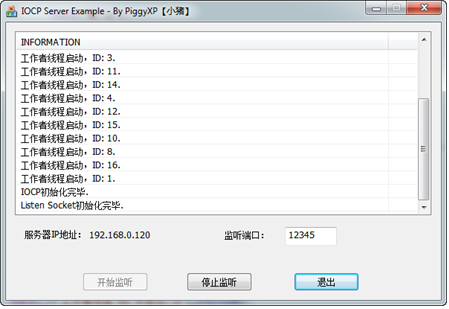 IOCP Server Example - By PiggyXP【小猪】
INFORMATION
工作者线程启动，ID: 3.
工作者线程启动，ID: 11.
工作者线程启动，ID: 14.
工作者线程启动，ID: 4.
工作者线程启动，ID: 12.
工作者线程启动，ID: 15.
工作者线程启动，ID: 10.
工作者线程启动，ID: 8.
工作者线程启动，ID: 16.
工作者线程启动，ID: 1.
IOCP初始化完毕.
Listen Socket初始化完毕.
服务器IP地址： 192.168.0.120 监听端口： 12345
开始监听 停止监听 退出